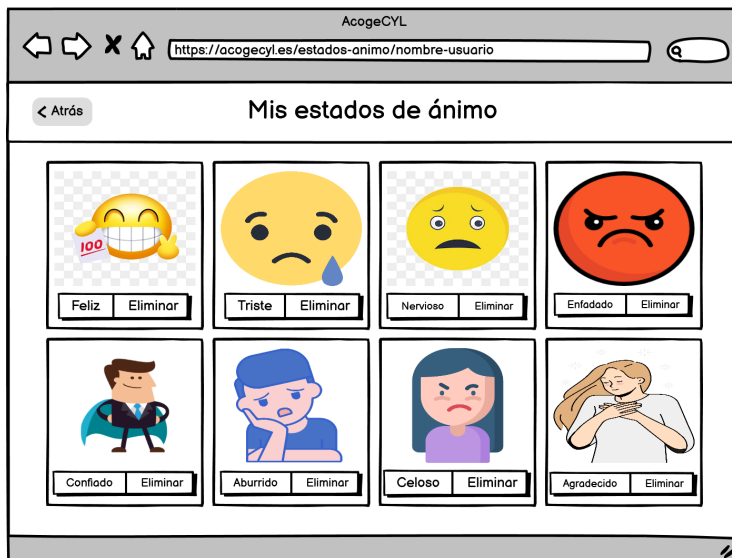 AcogeCYL
https://acogecyl.es/estados-animo/nombre-usuario
Atrás
Mis estados de ánimo
100
Feliz Eliminar
Triste Eliminar
Nervioso Eliminar
Enfadado Eliminar
Confiado Eliminar
Aburrido Eliminar
Celoso Eliminar
Agradecido Eliminar